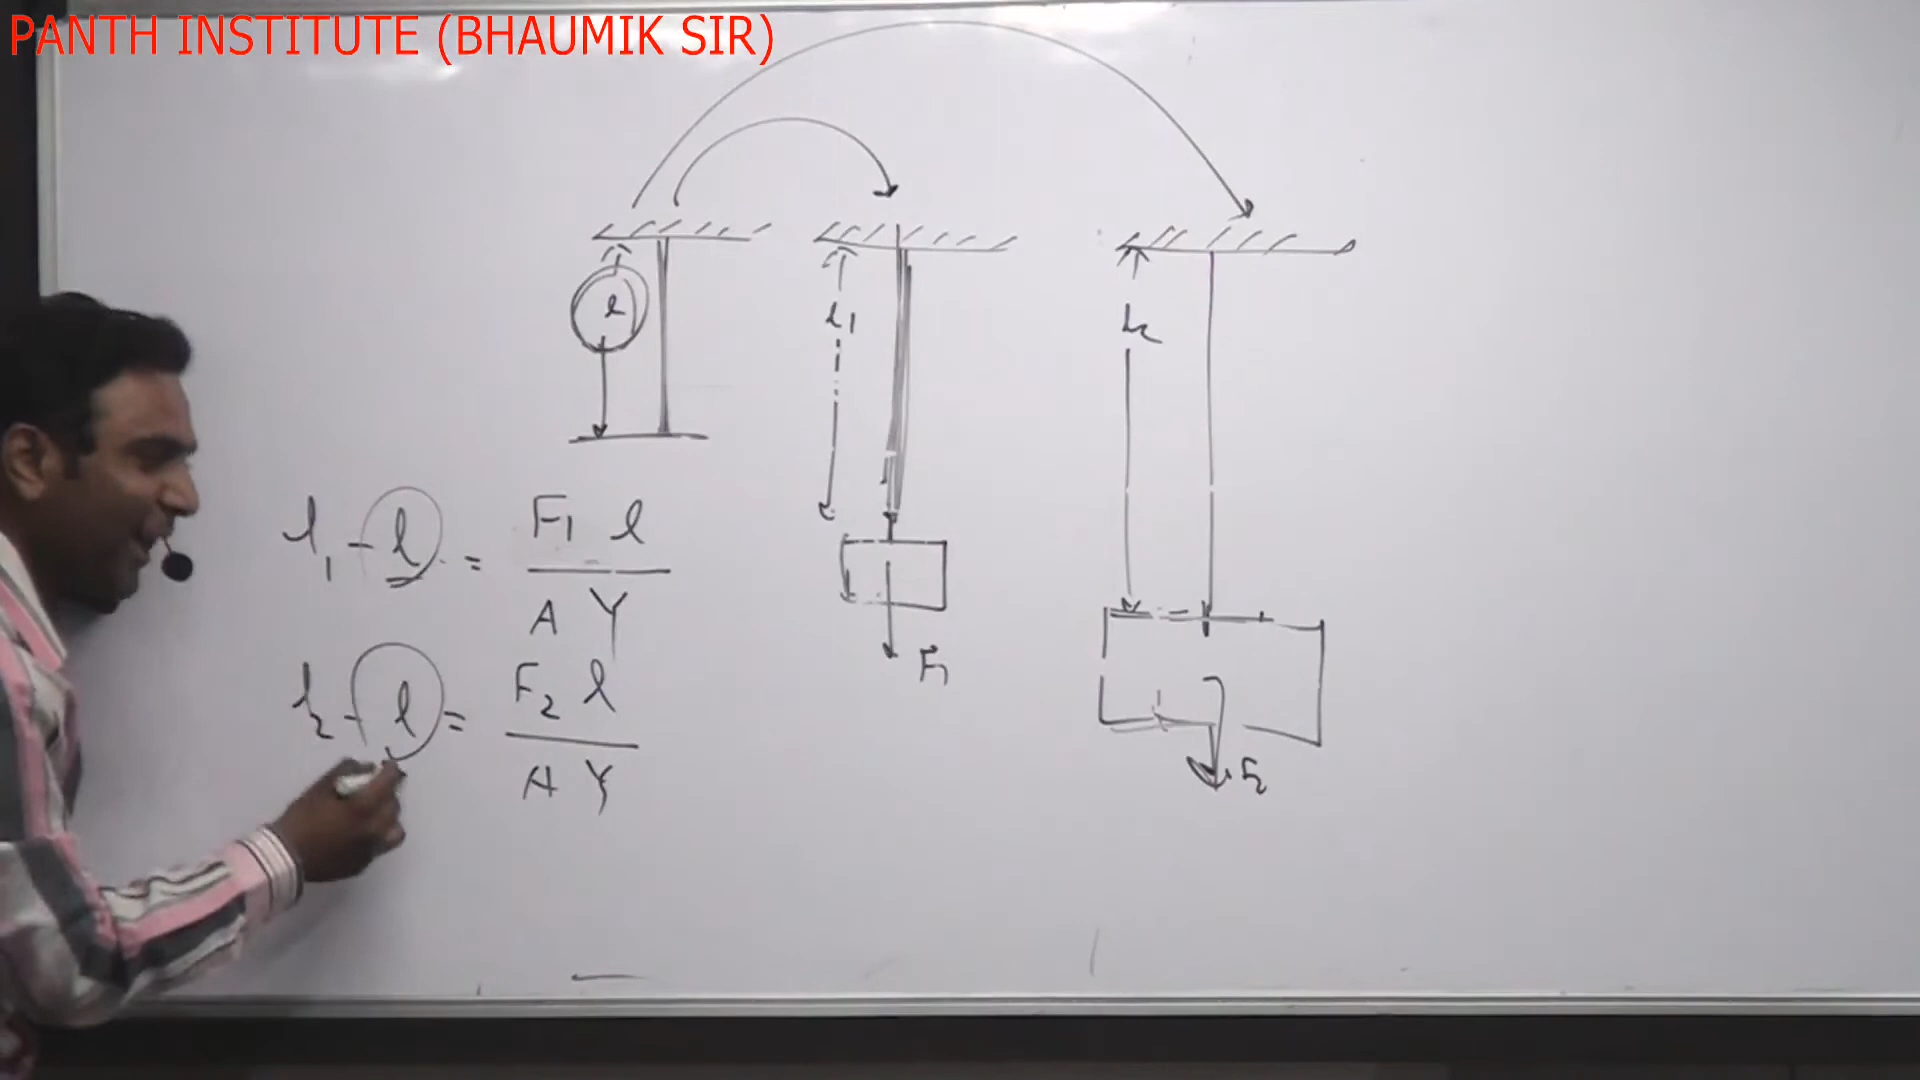 PANTH INSTITUTE (BHAUMIK SIR)
l
l1
l2
l1 - l = F1 l / A Y
F1
l2 - l = F2 l / A Y
F2